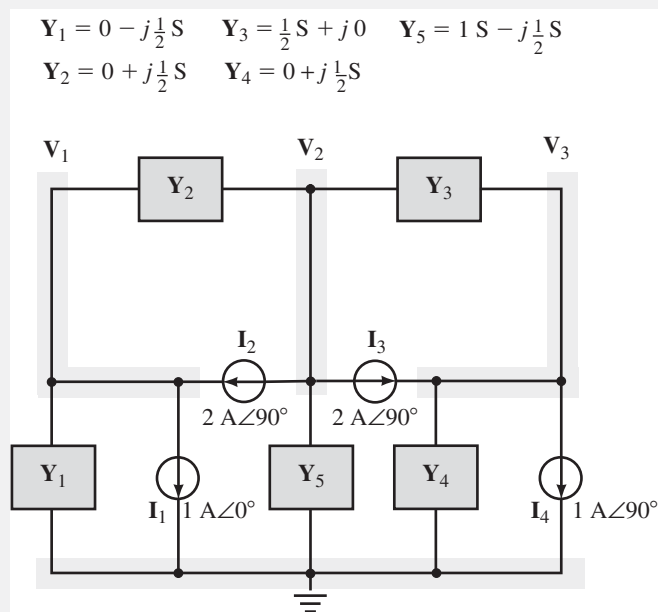 Y₁ = 0 − j½ S Y₃ = ½ S + j 0 Y₅ = 1 S − j½ S
Y₂ = 0 + j½ S Y₄ = 0 + j½ S
V₁ V₂ V₃
Y₂ Y₃
I₂ I₃
2 A∠90° 2 A∠90°
Y₁ I₁ 1 A∠0° Y₅ Y₄ I₄ 1 A∠90°